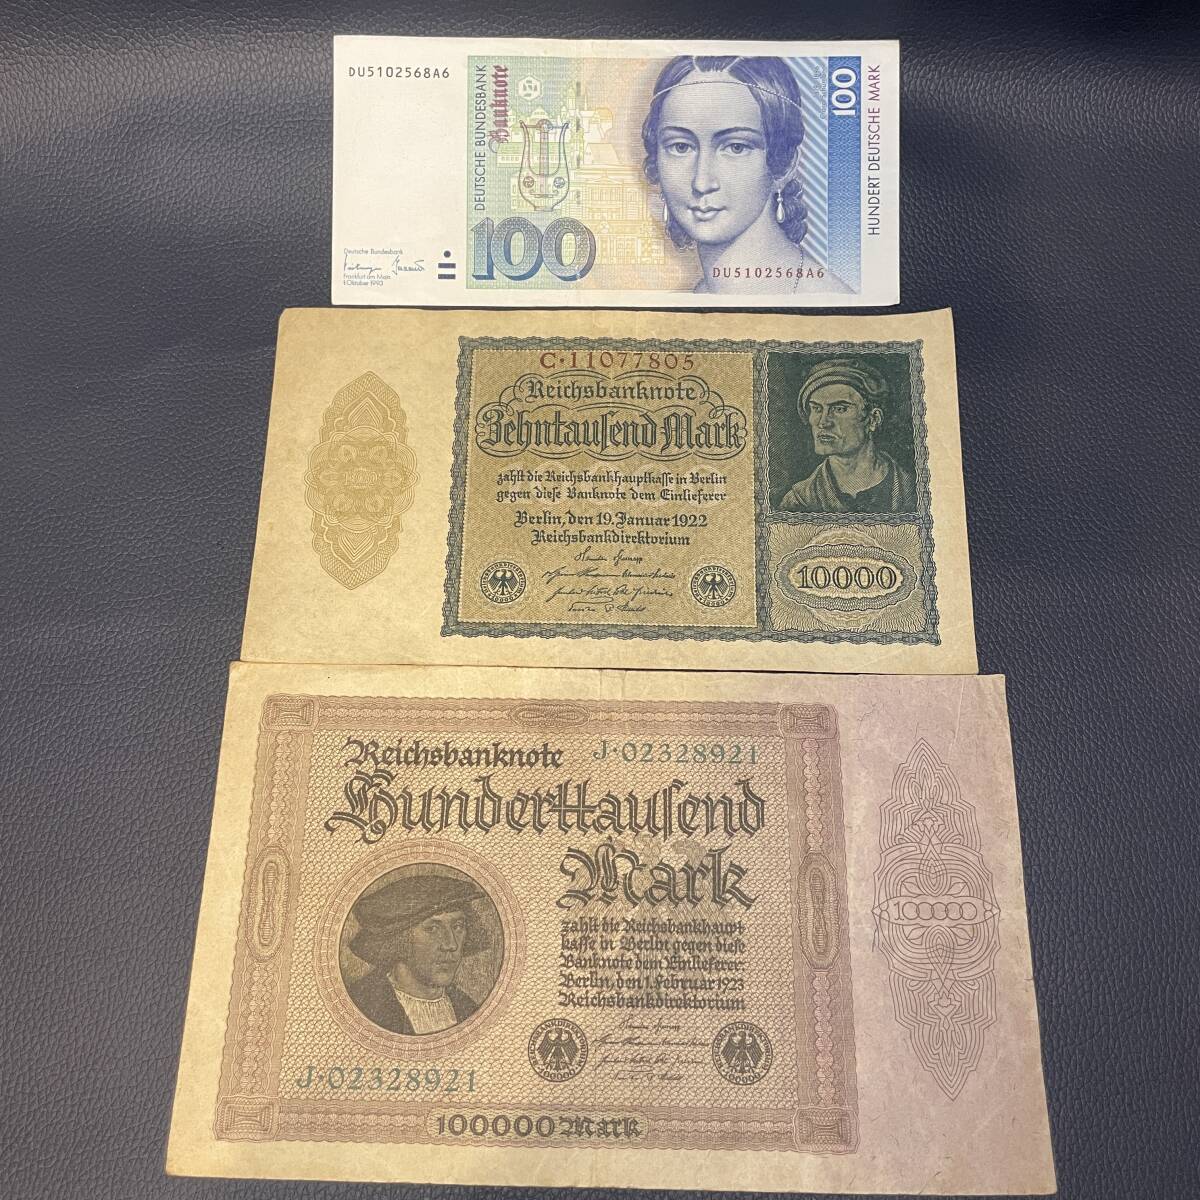 DU5102568A6
DEUTSCHE BUNDESBANK
Banknote
100
HUNDERT DEUTSCHE MARK
100
DU5102568A6
Deutsche Bundesbank
Frankfurt am Main
1. Oktober 1993
C·11077805
Reichsbanknote
Zehntausend Mark
zahlt die Reichsbankhauptkasse in Berlin
gegen diese Banknote dem Einlieferer
Berlin, den 19. Januar 1922
Reichsbankdirektorium
10000
Reichsbanknote J·02328921
Hunderttausend
Mark
zahlt die Reichsbankhaupt
kasse in Berlin gegen diese
Banknote dem Einlieferer.
Berlin, den 1. Februar 1923
Reichsbankdirektorium
J·02328921
100000 Mark
100000